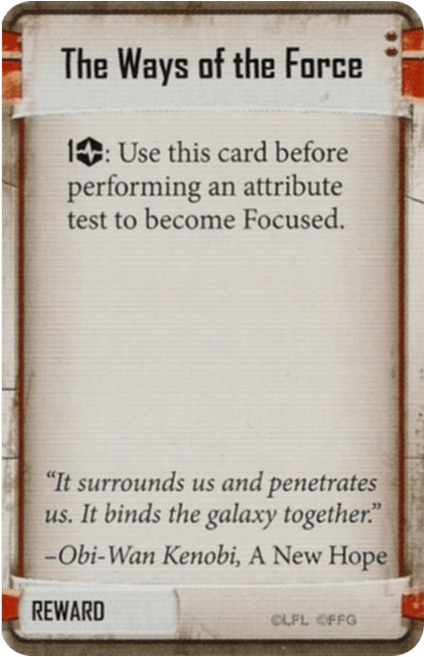 The Ways of the Force
1: Use this card before
performing an attribute
test to become Focused.
“It surrounds us and penetrates
us. It binds the galaxy together.”
–Obi-Wan Kenobi, A New Hope
REWARD
©LFL ©FFG